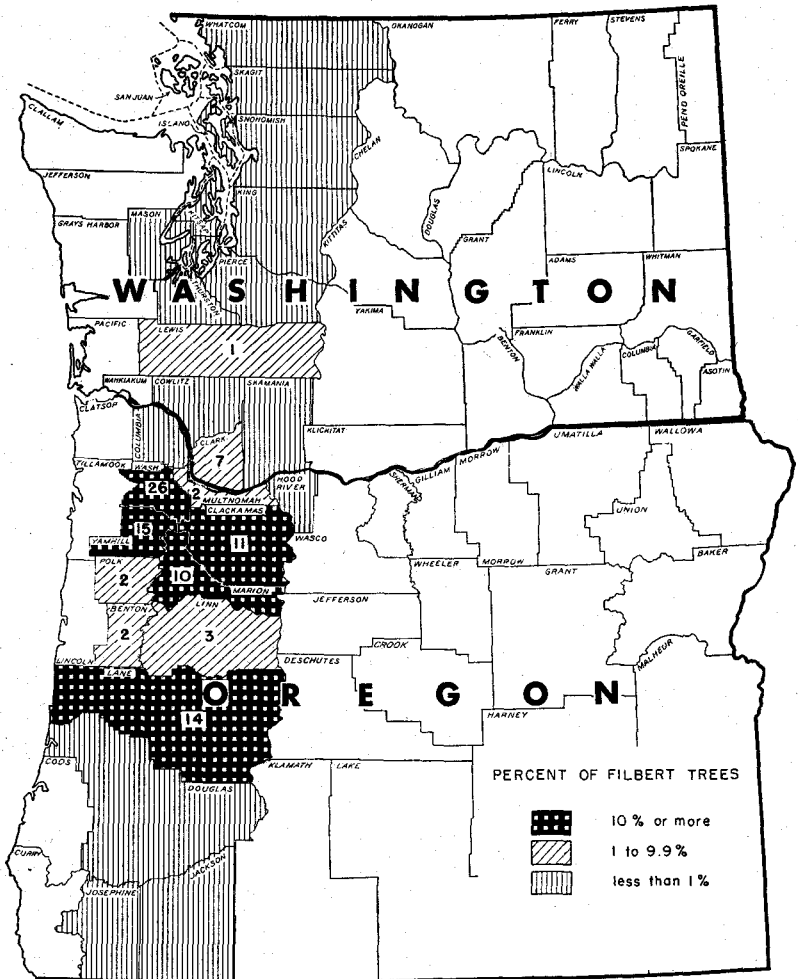 WHATCOM
OKANOGAN
FERRY
STEVENS
PEND OREILLE
SKAGIT
SAN JUAN
ISLAND
CLALLAM
SNOHOMISH
CHELAN
SPOKANE
JEFFERSON
LINCOLN
KING
DOUGLAS
MASON
GRAYS HARBOR
KITTITAS
GRANT
PIERCE
ADAMS
WHITMAN
THURSTON
WASHINGTON
YAKIMA
PACIFIC
LEWIS
1
BENTON
FRANKLIN
WALLA WALLA
COLUMBIA
GARFIELD
ASOTIN
WAHKIAKUM
COWLITZ
SKAMANIA
CLATSOP
COLUMBIA
CLARK
7
KLICKITAT
UMATILLA
WALLOWA
TILLAMOOK
WASH
26
2
MULTNOMAH
HOOD
RIVER
SHERMAN
GILLIAM
MORROW
CLACKAMAS
UNION
15
11
WASCO
YAMHILL
BAKER
POLK
2
10
MARION
WHEELER
MORROW
GRANT
JEFFERSON
BENTON
2
LINN
3
CROOK
MALHEUR
LINCOLN
LANE
DESCHUTES
OREGON
14
HARNEY
COOS
KLAMATH
LAKE
DOUGLAS
CURRY
JACKSON
JOSEPHINE
PERCENT OF FILBERT TREES
10% or more
1 to 9.9%
less than 1%